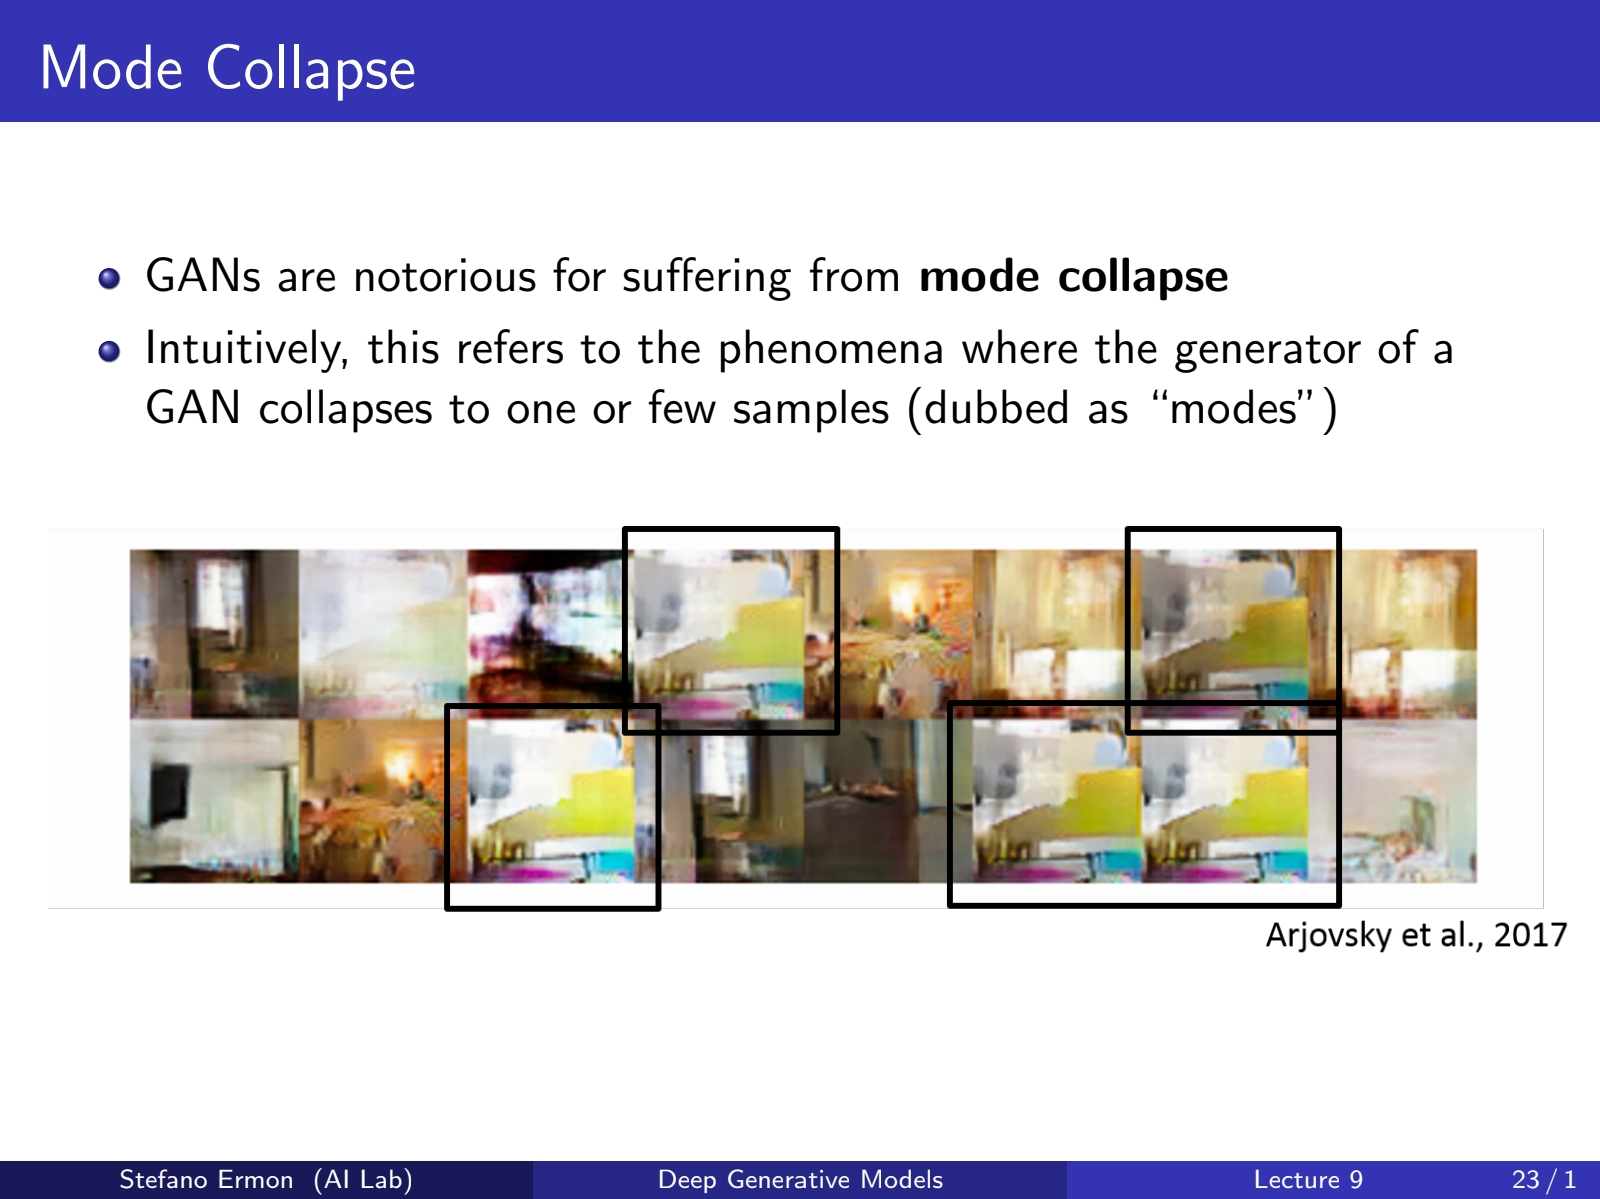 Mode Collapse
GANs are notorious for suffering from mode collapse
Intuitively, this refers to the phenomena where the generator of a
GAN collapses to one or few samples (dubbed as “modes”)
Arjovsky et al., 2017
Stefano Ermon (AI Lab)
Deep Generative Models
Lecture 9
23 / 1